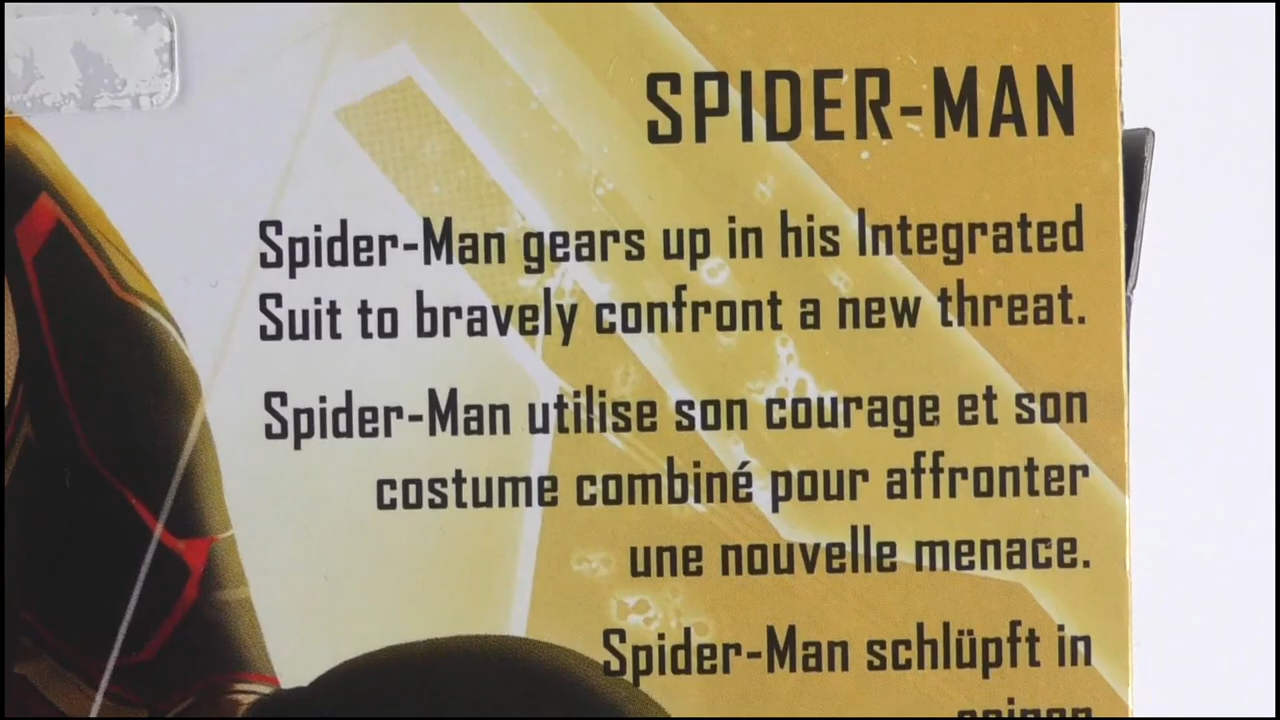 SPIDER-MAN
Spider-Man gears up in his Integrated
Suit to bravely confront a new threat.
Spider-Man utilise son courage et son
costume combiné pour affronter
une nouvelle menace.
Spider-Man schlüpft in